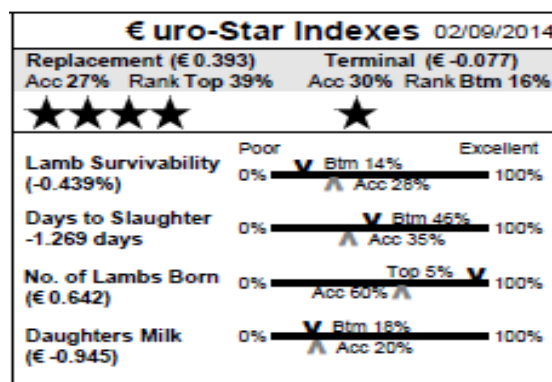 € uro-Star Indexes 02/09/2014
Replacement (€ 0.393) Terminal (€ -0.077)
Acc 27% Rank Top 39% Acc 30% Rank Btm 16%
Poor Excellent
Lamb Survivability
(-0.439%)
0% Btm 14% 100%
Acc 28%
Days to Slaughter
-1.269 days
0% Btm 46% 100%
Acc 35%
No. of Lambs Born
(€ 0.642)
0% Top 5% 100%
Acc 60%
Daughters Milk
(€ -0.945)
0% Btm 18% 100%
Acc 20%